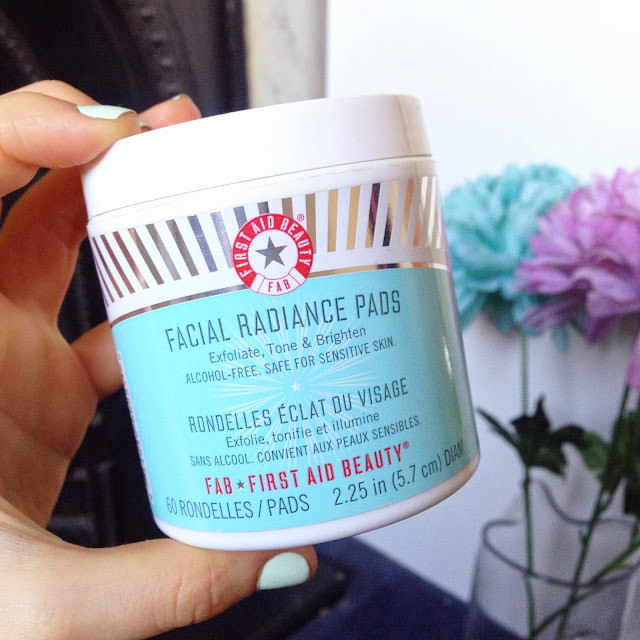 FIRST AID BEAUTY®
FAB
FACIAL RADIANCE PADS
Exfoliate, Tone & Brighten
ALCOHOL-FREE. SAFE FOR SENSITIVE SKIN.
RONDELLES ÉCLAT DU VISAGE
Exfolie, tonifie et illumine
SANS ALCOOL. CONVIENT AUX PEAUX SENSIBLES.
FAB★FIRST AID BEAUTY®
60 RONDELLES / PADS 2.25 in (5.7 cm) DIAM